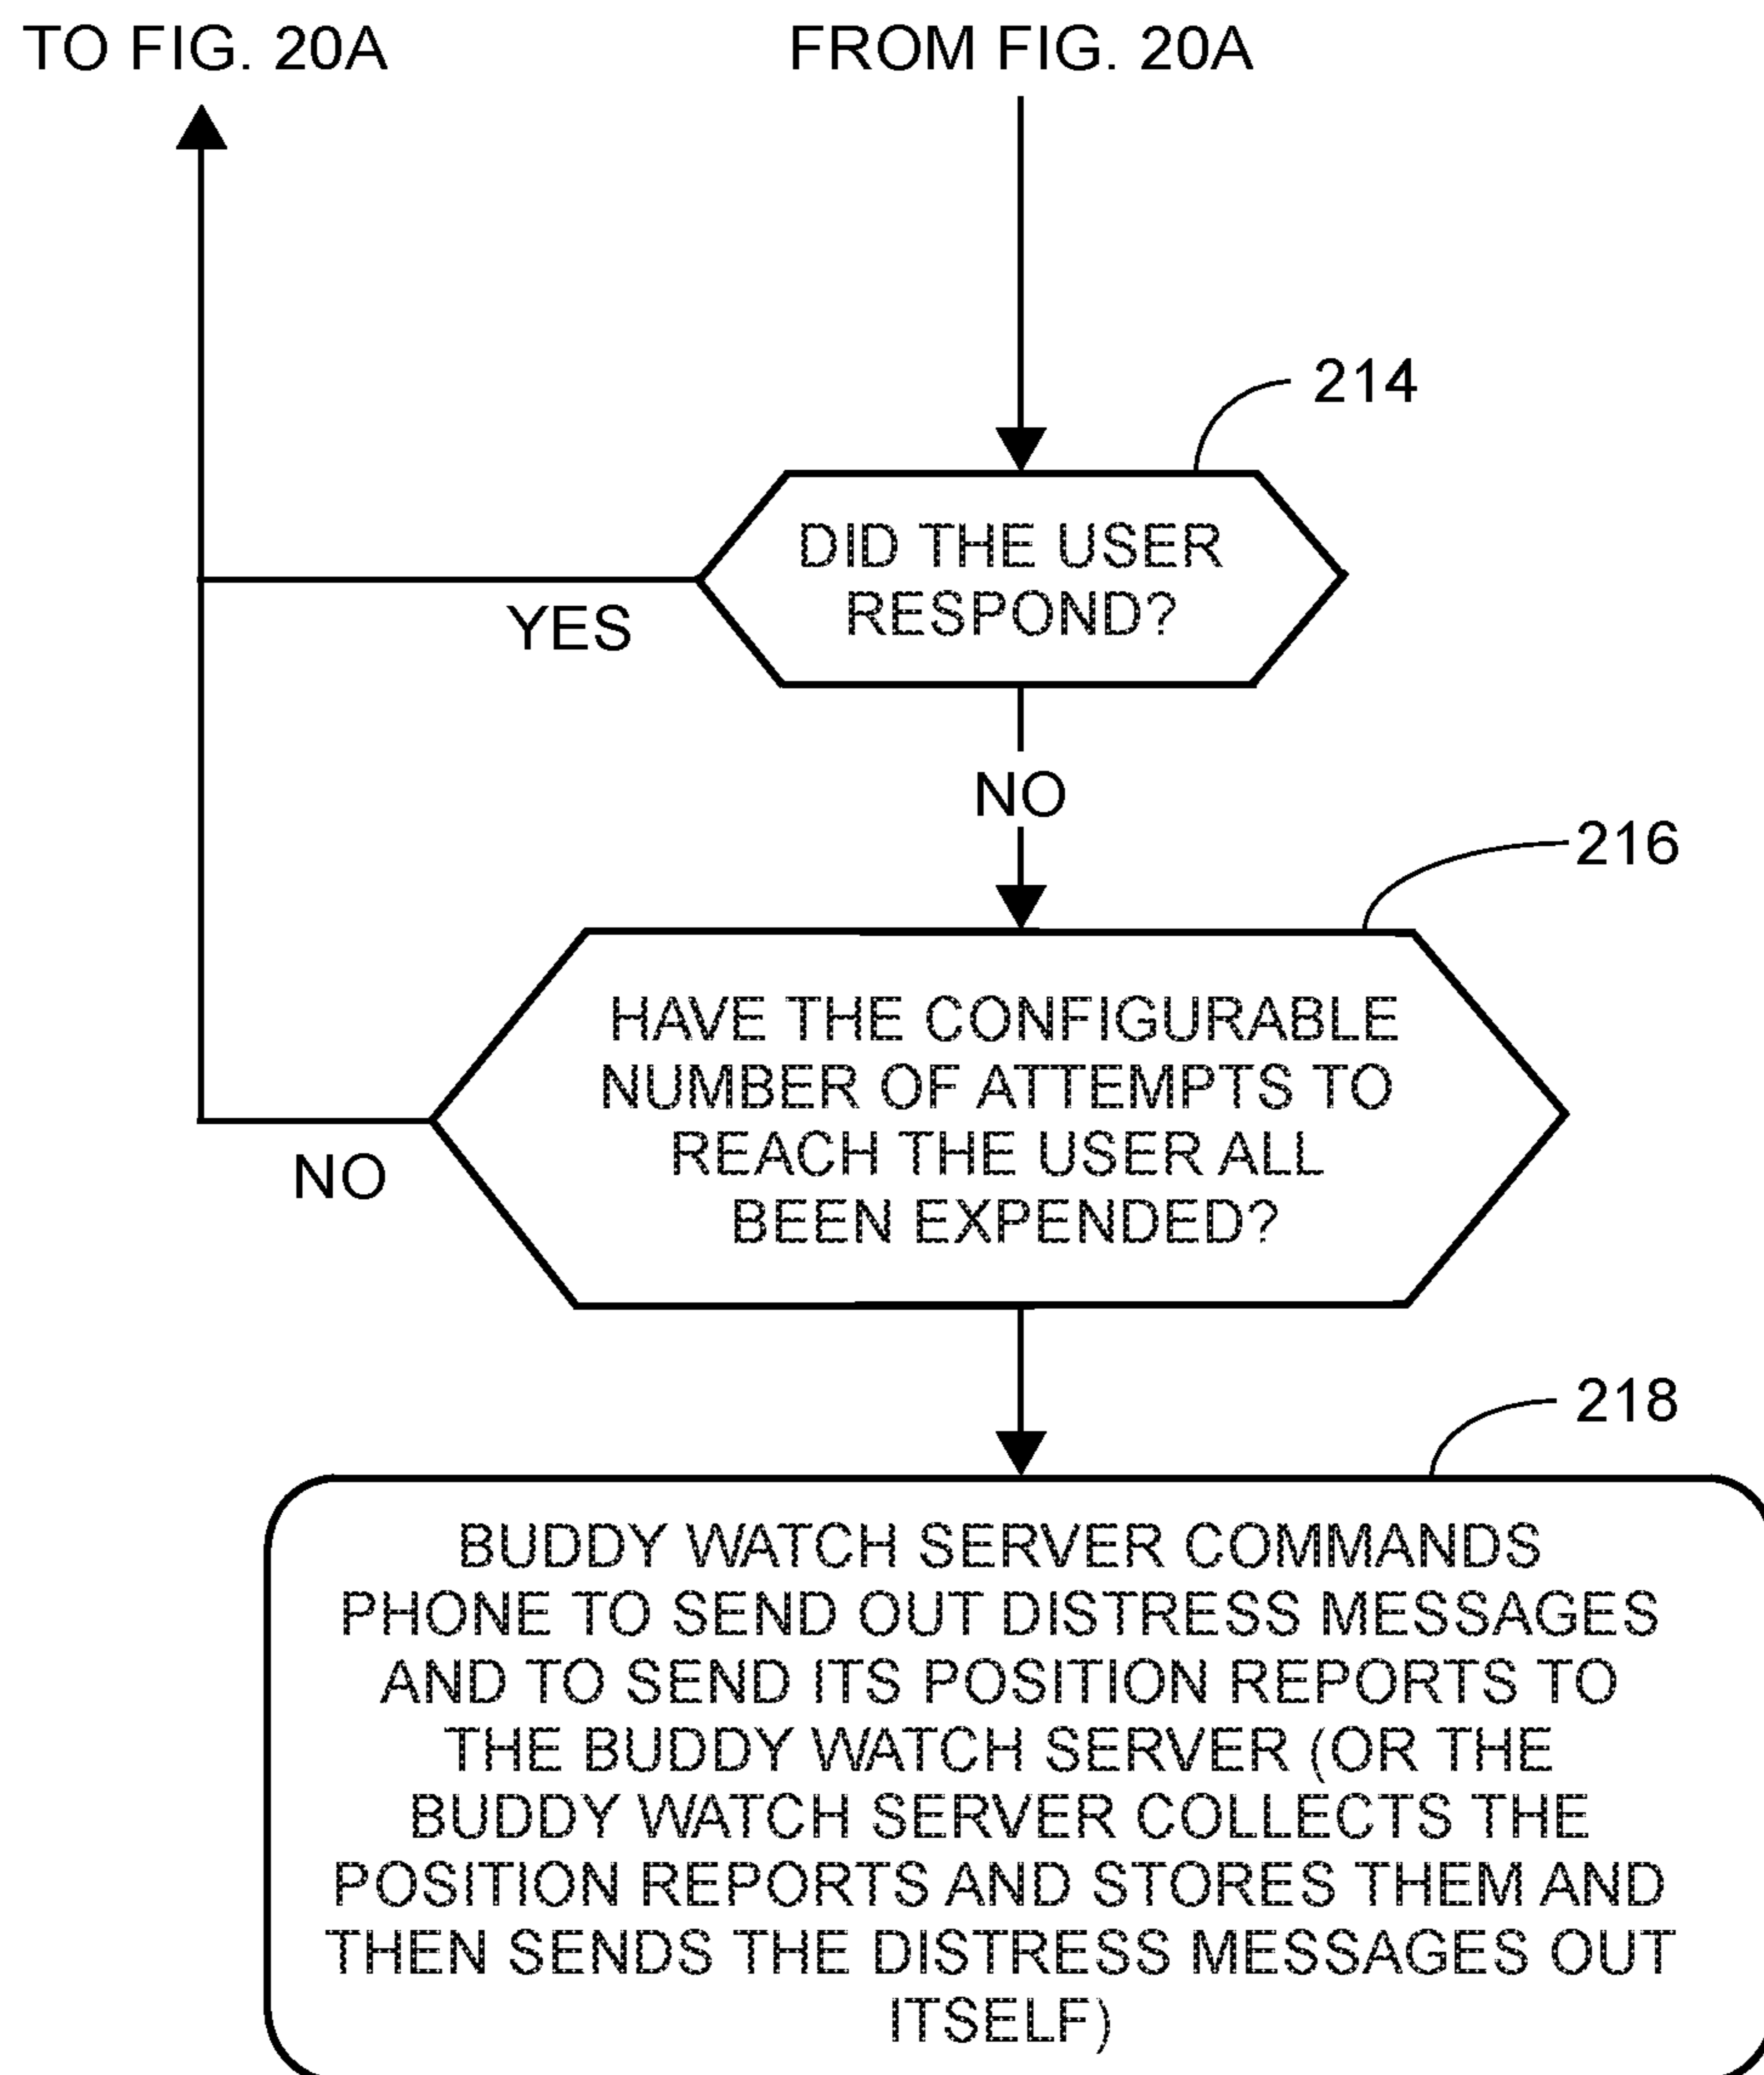 TO FIG. 20A
FROM FIG. 20A
214
DID THE USER
RESPOND?
YES
NO
216
HAVE THE CONFIGURABLE
NUMBER OF ATTEMPTS TO
REACH THE USER ALL
BEEN EXPENDED?
NO
218
BUDDY WATCH SERVER COMMANDS
PHONE TO SEND OUT DISTRESS MESSAGES
AND TO SEND ITS POSITION REPORTS TO
THE BUDDY WATCH SERVER (OR THE
BUDDY WATCH SERVER COLLECTS THE
POSITION REPORTS AND STORES THEM AND
THEN SENDS THE DISTRESS MESSAGES OUT
ITSELF)